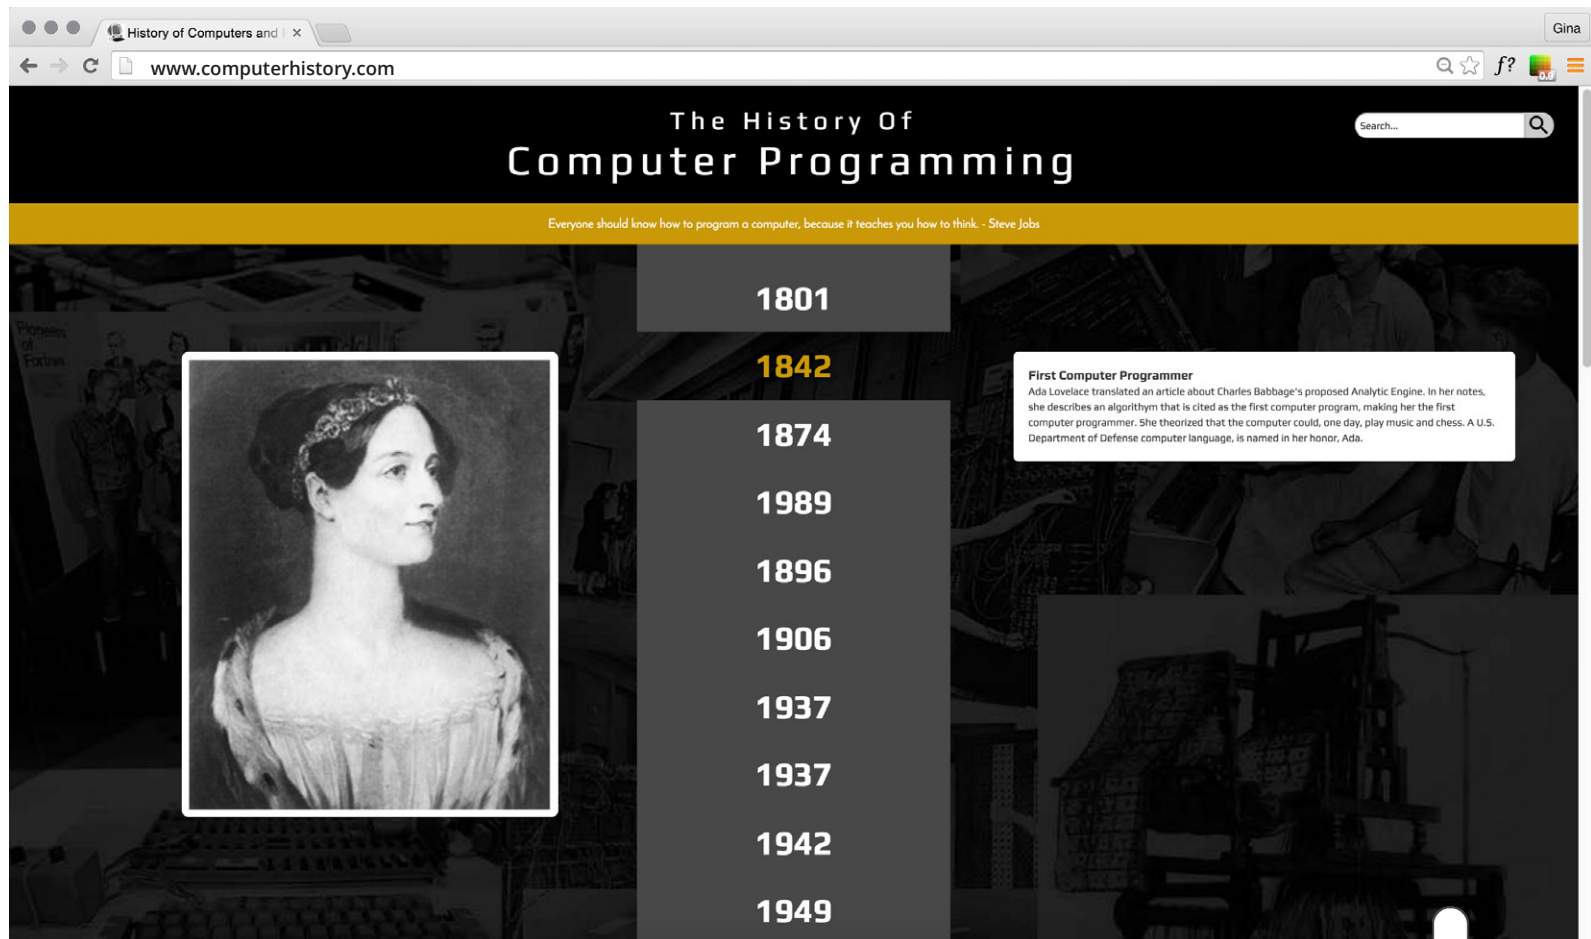 History of Computers and
Gina
www.computerhistory.com
f?
0.9
The History Of
Computer Programming
Search...
Everyone should know how to program a computer, because it teaches you how to think. - Steve Jobs
1801
1842
1874
1989
1896
1906
1937
1937
1942
1949
Pioneers
of
Fortran
First Computer Programmer
Ada Lovelace translated an article about Charles Babbage's proposed Analytic Engine. In her notes,
she describes an algorithym that is cited as the first computer program, making her the first
computer programmer. She theorized that the computer could, one day, play music and chess. A U.S.
Department of Defense computer language, is named in her honor, Ada.